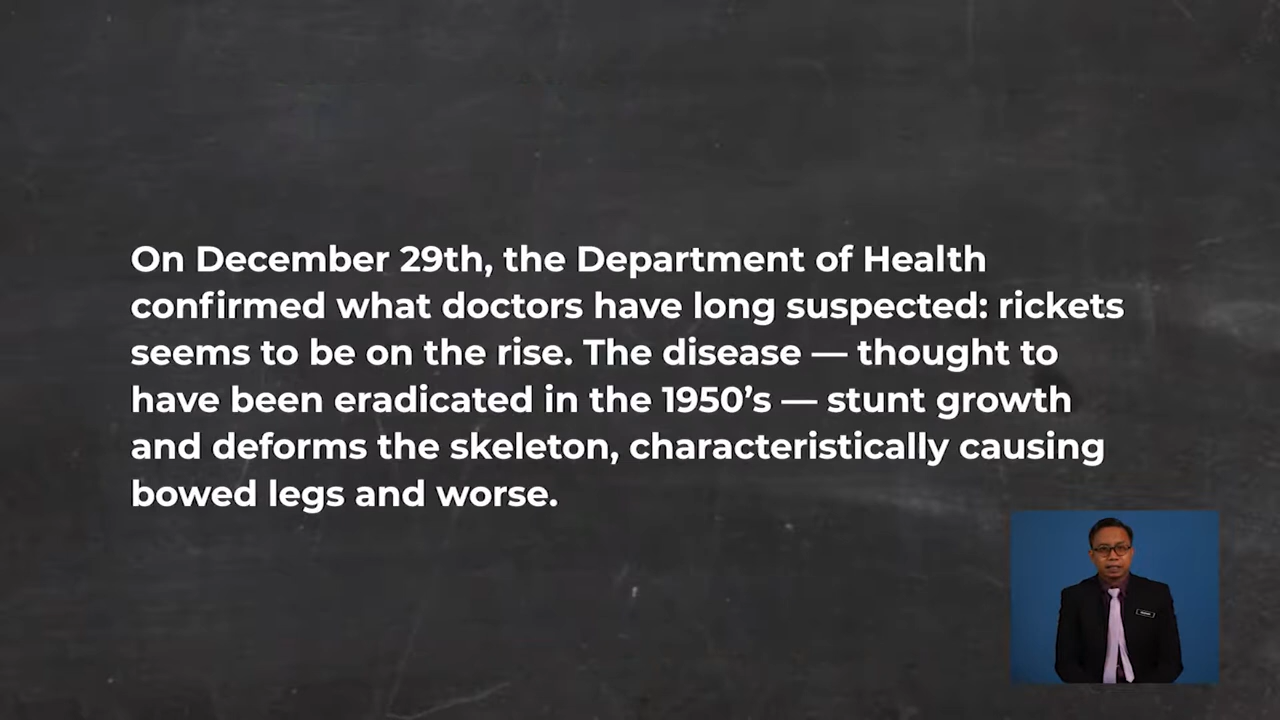 On December 29th, the Department of Health
confirmed what doctors have long suspected: rickets
seems to be on the rise. The disease — thought to
have been eradicated in the 1950’s — stunt growth
and deforms the skeleton, characteristically causing
bowed legs and worse.